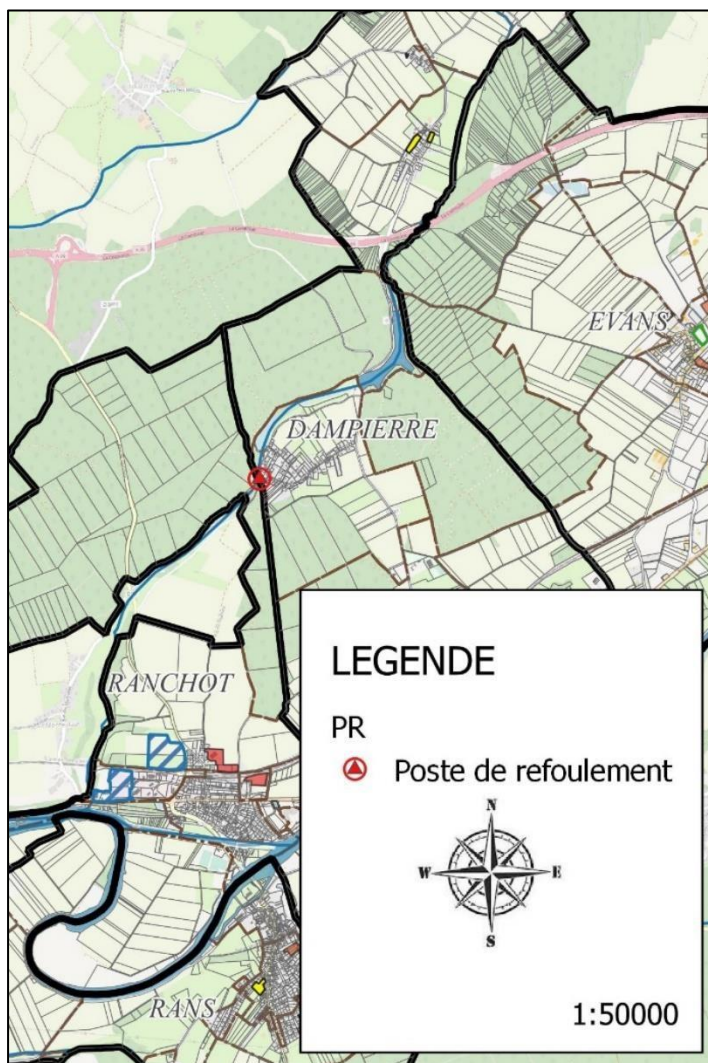 EVANS
DAMPIERRE
RANCHOT
RANS
LEGENDE
PR
Poste de refoulement
N
W
E
S
1:50000